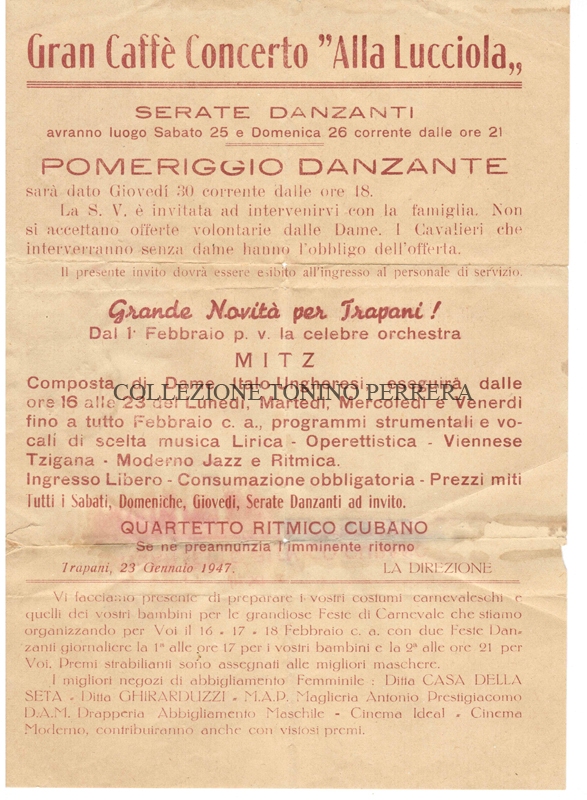 Gran Caffè Concerto "Alla Lucciola„
SERATE DANZANTI
avranno luogo Sabato 25 e Domenica 26 corrente dalle ore 21
POMERIGGIO DANZANTE
sarà dato Giovedì 30 corrente dalle ore 18.
La S. V. è invitata ad intervenirvi con la famiglia. Non
si accettano offerte volontarie dalle Dame. I Cavalieri che
interverranno senza dame hanno l'obbligo dell'offerta.
Il presente invito dovrà essere esibito all'ingresso al personale di servizio.
Grande Novità per Trapani!
Dal 1° Febbraio p. v. la celebre orchestra
MITZ
Composta di Dame Italo-Ungheresi eseguirà dalle
COLLEZIONE TONINO PERRERA
ore 16 alle 23 dei Lunedì, Martedì, Mercoledì e Venerdì
fino a tutto Febbraio c. a., programmi strumentali e vo-
cali di scelta musica Lirica - Operettistica - Viennese
Tzigana - Moderno Jazz e Ritmica.
Ingresso Libero - Consumazione obbligatoria - Prezzi miti
Tutti i Sabati, Domeniche, Giovedì, Serate Danzanti ad invito.
QUARTETTO RITMICO CUBANO
Se ne preannunzia l'imminente ritorno
Trapani, 23 Gennaio 1947. LA DIREZIONE
Vi facciamo presente di preparare i vostri costumi carnevaleschi e
quelli dei vostri bambini per le grandiose Feste di Carnevale che stiamo
organizzando per Voi il 16 - 17 - 18 Febbraio c. a. con due Feste Dan-
zanti giornaliere la 1ª alle ore 17 per i vostri bambini e la 2ª alle ore 21 per
Voi. Premi strabilianti sono assegnati alle migliori maschere.
I migliori negozi di abbigliamento Femminile : Ditta CASA DELLA
SETA - Ditta GHIRARDUZZI - M.A.P. Maglieria Antonio Prestigiacomo
D.A.M. Drapperia Abbigliamento Maschile - Cinema Ideal - Cinema
Moderno, contribuiranno anche con vistosi premi.